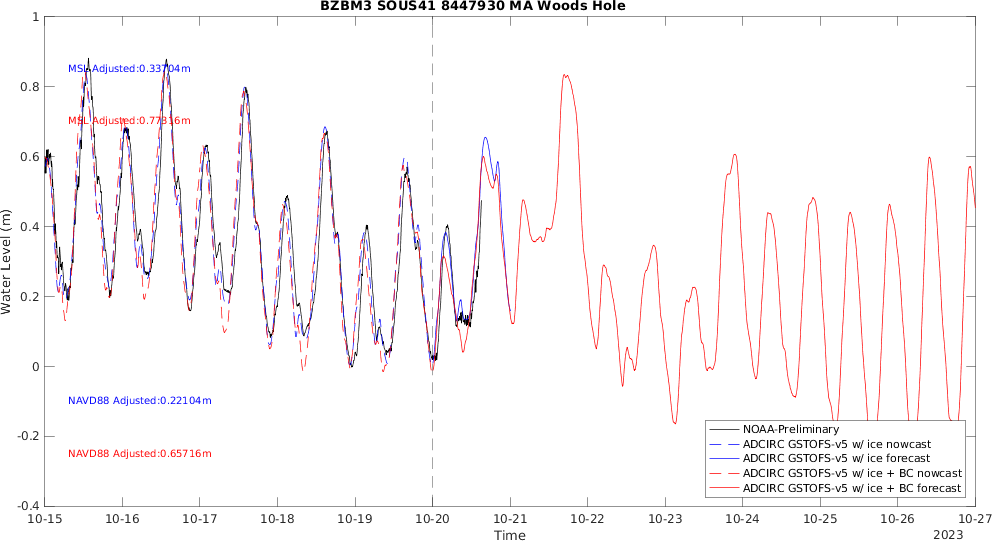 BZBM3 SOUS41 8447930 MA Woods Hole
1
0.8
0.6
0.4
0.2
0
-0.2
-0.4
Water Level (m)
MSL Adjusted:0.33704m
MSL Adjusted:0.77316m
NAVD88 Adjusted:0.22104m
NAVD88 Adjusted:0.65716m
NOAA-Preliminary
ADCIRC GSTOFS-v5 w/ ice nowcast
ADCIRC GSTOFS-v5 w/ ice forecast
ADCIRC GSTOFS-v5 w/ ice + BC nowcast
ADCIRC GSTOFS-v5 w/ ice + BC forecast
10-15 10-16 10-17 10-18 10-19 10-20 10-21 10-22 10-23 10-24 10-25 10-26 10-27
Time
2023